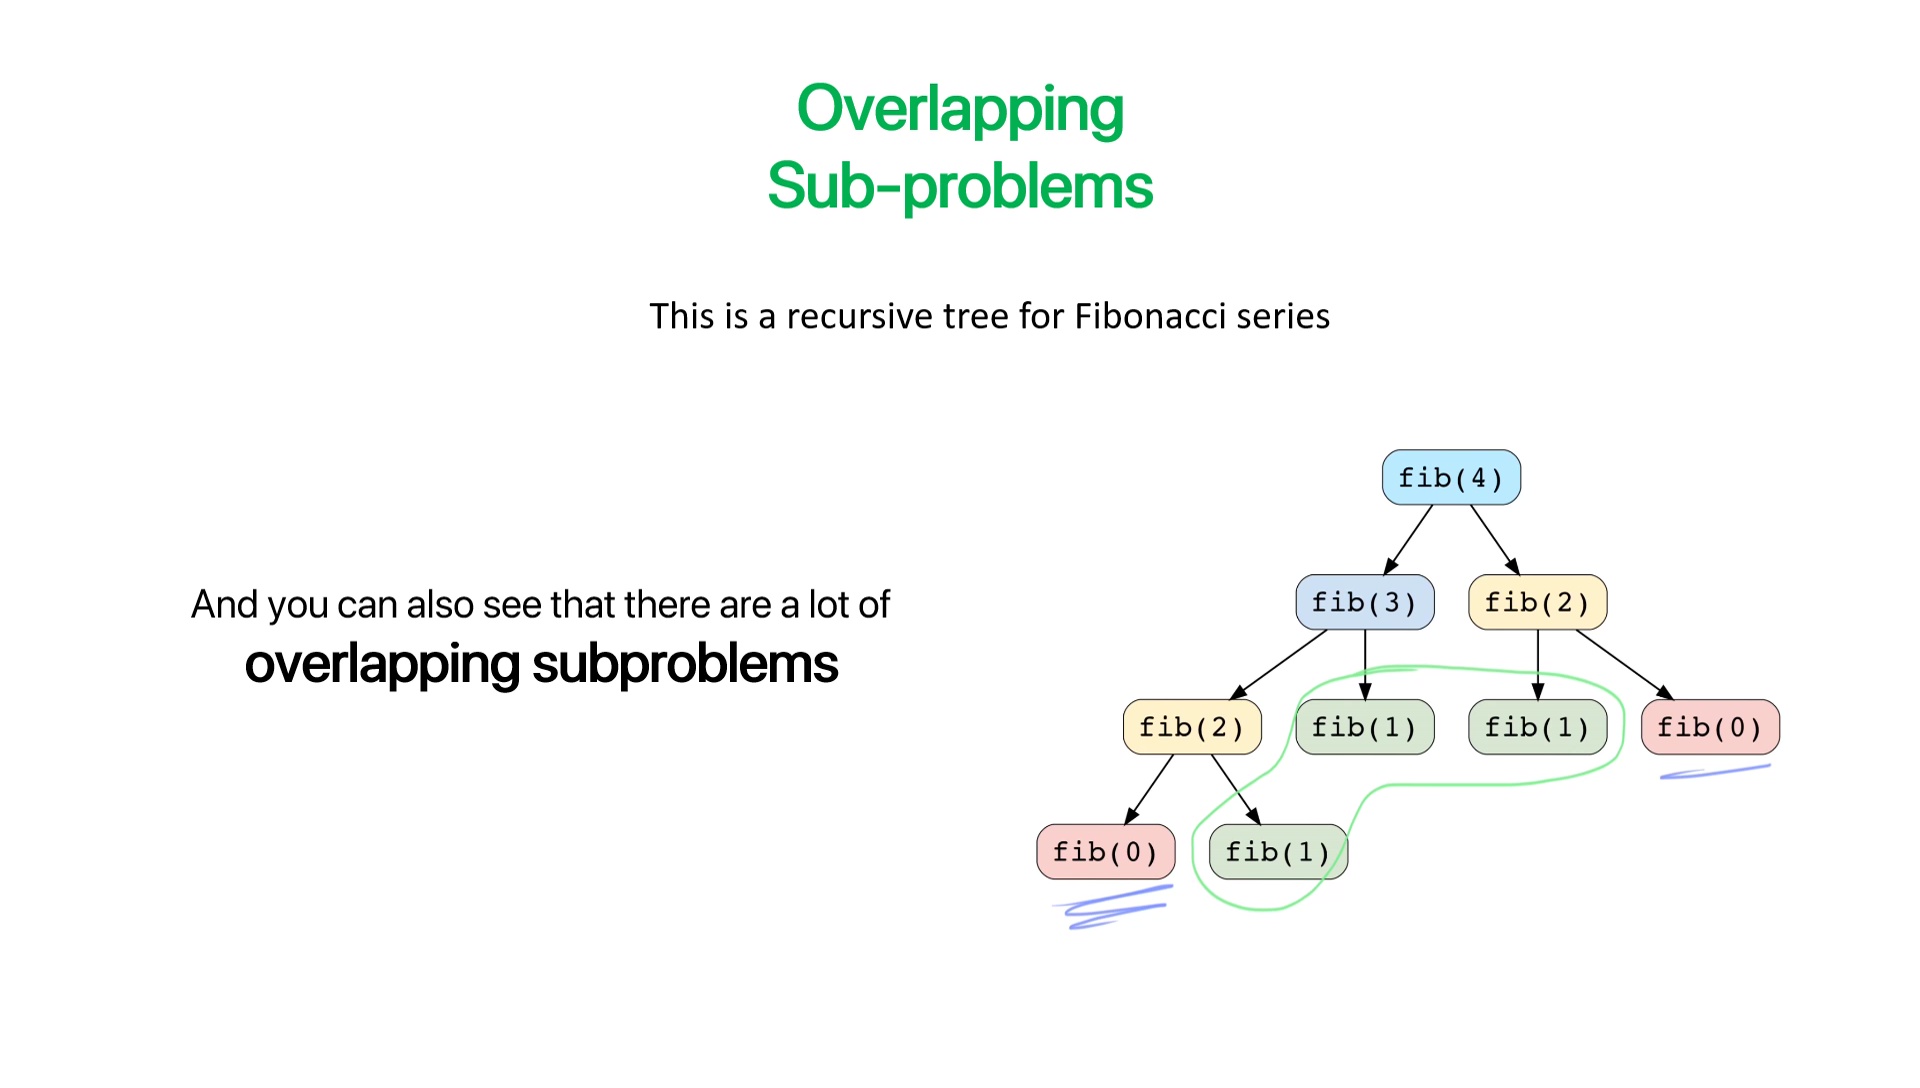 Overlapping
Sub-problems
This is a recursive tree for Fibonacci series
And you can also see that there are a lot of
overlapping subproblems
fib(4)
fib(3) fib(2)
fib(2) fib(1) fib(1) fib(0)
fib(0) fib(1)